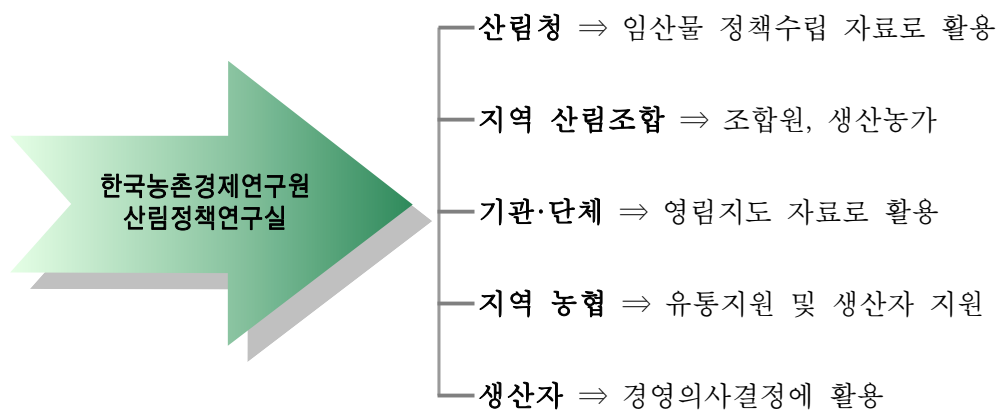 한국농촌경제연구원
산림정책연구실
산림청 ⇒ 임산물 정책수립 자료로 활용
지역 산림조합 ⇒ 조합원, 생산농가
기관·단체 ⇒ 영림지도 자료로 활용
지역 농협 ⇒ 유통지원 및 생산자 지원
생산자 ⇒ 경영의사결정에 활용